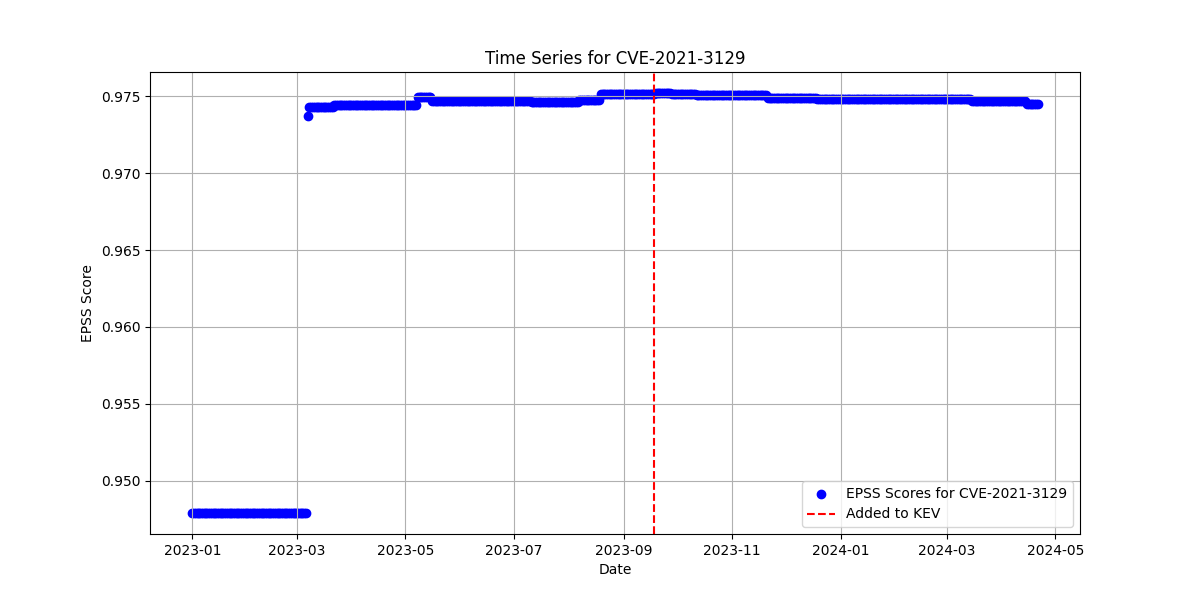 Time Series for CVE-2021-3129
EPSS Score
0.975
0.970
0.965
0.960
0.955
0.950
EPSS Scores for CVE-2021-3129
Added to KEV
2023-01 2023-03 2023-05 2023-07 2023-09 2023-11 2024-01 2024-03 2024-05
Date